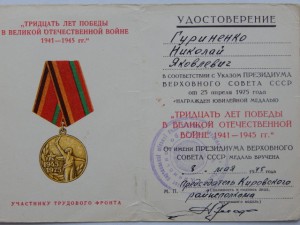 "ТРИДЦАТЬ ЛЕТ ПОБЕДЫ
В ВЕЛИКОЙ ОТЕЧЕСТВЕННОЙ ВОЙНЕ
1941—1945 гг."
1945
1975
УЧАСТНИКУ ТРУДОВОГО ФРОНТА
УДОСТОВЕРЕНИЕ
Гуриненко
Николай
Яковлевич
В СООТВЕТСТВИИ С УКАЗОМ ПРЕЗИДИУМА
ВЕРХОВНОГО СОВЕТА СССР
ОТ 25 апреля 1975 года
НАГРАЖДЕН ЮБИЛЕЙНОЙ МЕДАЛЬЮ
"ТРИДЦАТЬ ЛЕТ ПОБЕДЫ
В ВЕЛИКОЙ ОТЕЧЕСТВЕННОЙ
ВОЙНЕ 1941—1945 гг."
ОТ ИМЕНИ ПРЕЗИДИУМА ВЕРХОВНОГО
СОВЕТА СССР МЕДАЛЬ ВРУЧЕНА
мая
Председатель Кировского
М. П.
райисполкома